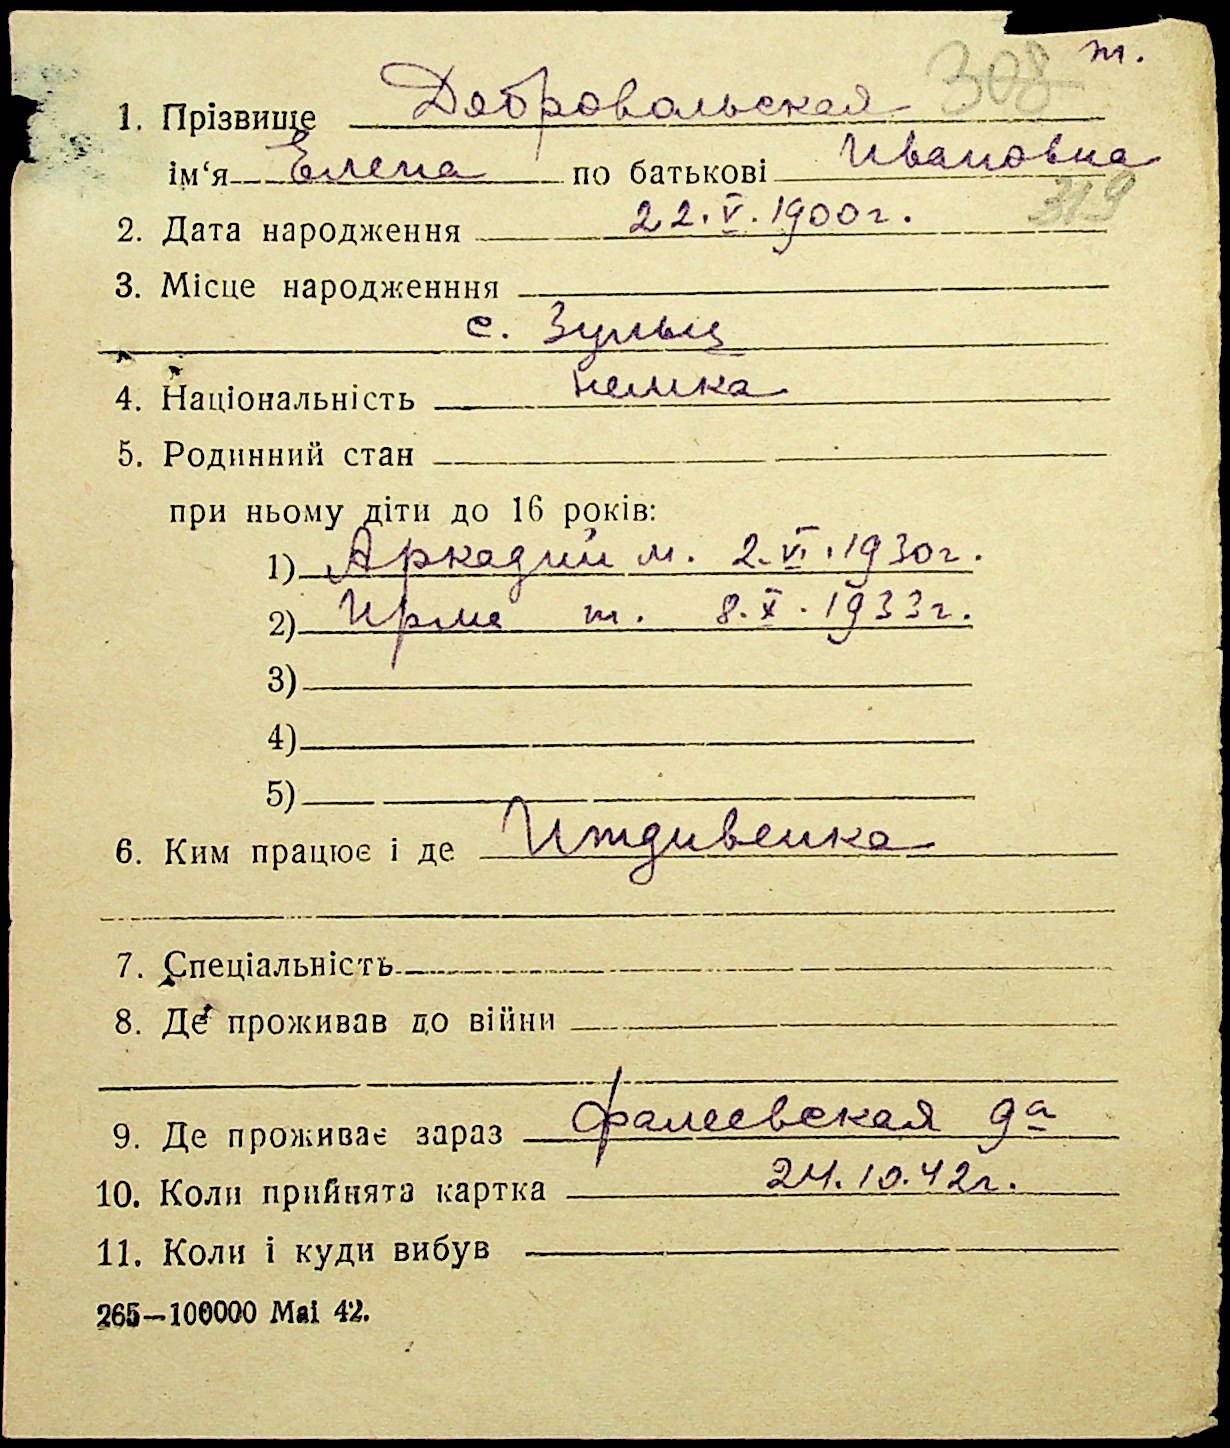 308 т.
1. Прізвище Добровольская
ім‘я Елена по батькові Ивановна
319
2. Дата народження 22.V.1900г.
3. Місце народженння
с. Зульц
4. Національність немка
5. Родинний стан
при ньому діти до 16 років:
1) Аркадий м. 2.VI.1930г.
2) Ирма т. 8.X.1933г.
3)
4)
5)
6. Ким працює і де Иждивенка
7. Спеціальність
8. Де проживав до війни
9. Де проживає зараз Фалеевская 9а
10. Коли прийнята картка 24.10.42г.
11. Коли і куди вибув
265—100000 Mai 42.